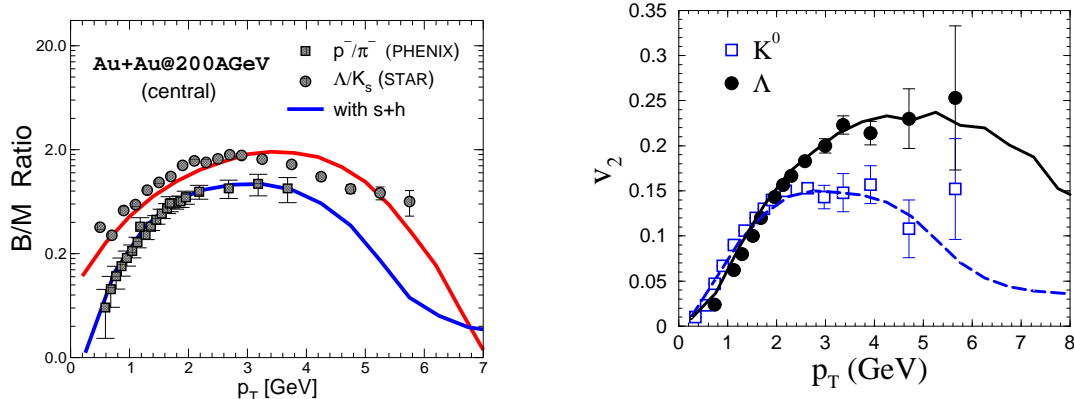 20.0
2.0
0.2
0.0
B/M Ratio
Au+Au@200AGeV
(central)
p⁻/π⁻ (PHENIX)
Λ/Kₛ (STAR)
with s+h
0 1 2 3 4 5 6 7
p_T [GeV]
0.35
0.3
0.25
0.2
0.15
0.1
0.05
0
v₂
K⁰
Λ
0 1 2 3 4 5 6 7 8
p_T (GeV)